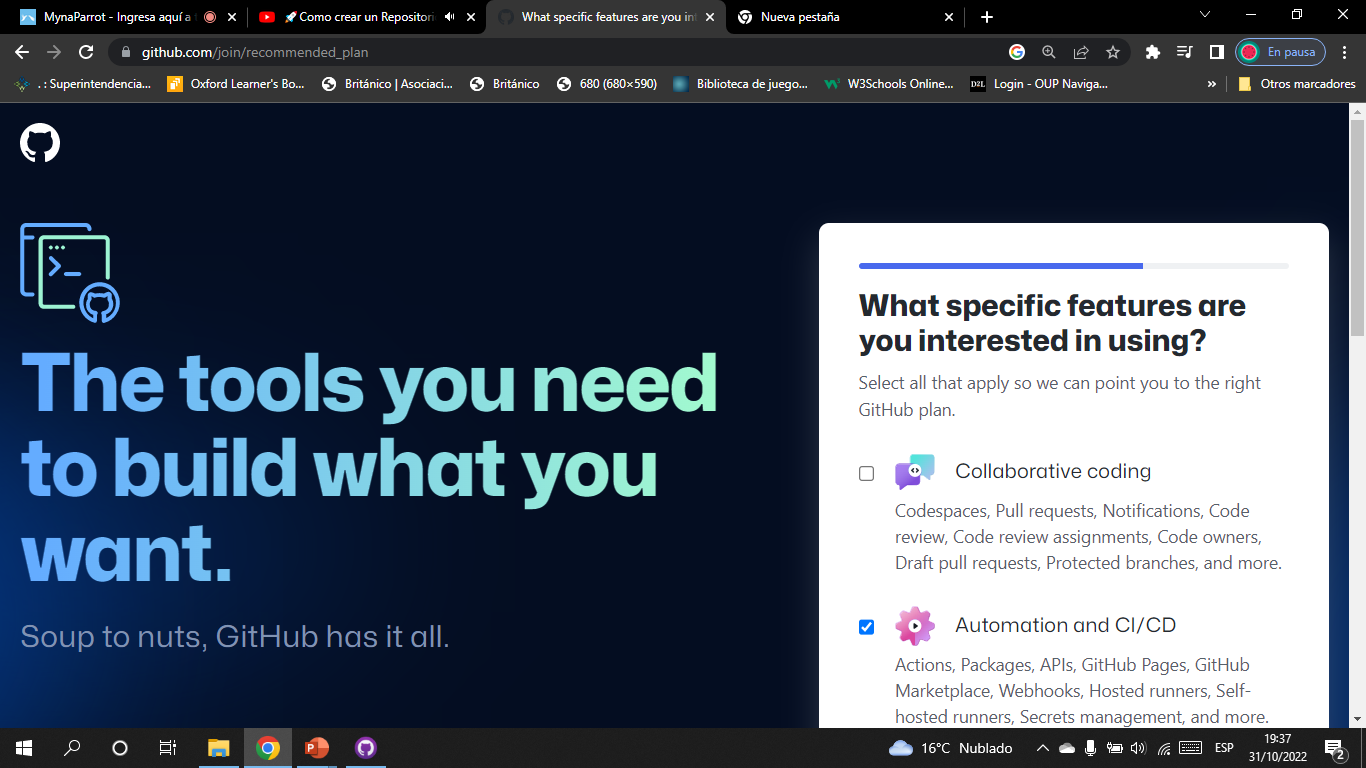 MynaParrot - Ingresa aquí a
🚀Como crear un Repositori
What specific features are you in
Nueva pestaña
github.com/join/recommended_plan
En pausa
.: Superintendencia...
Oxford Learner's Bo...
Británico | Asociaci...
Británico
680 (680×590)
Biblioteca de juego...
W3Schools Online...
DZL
Login - OUP Naviga...
»
Otros marcadores
The tools you need
to build what you
want.
Soup to nuts, GitHub has it all.
What specific features are
you interested in using?
Select all that apply so we can point you to the right
GitHub plan.
Collaborative coding
Codespaces, Pull requests, Notifications, Code
review, Code review assignments, Code owners,
Draft pull requests, Protected branches, and more.
Automation and CI/CD
Actions, Packages, APIs, GitHub Pages, GitHub
Marketplace, Webhooks, Hosted runners, Self-
hosted runners, Secrets management, and more.
16°C Nublado
ESP
19:37
31/10/2022
2